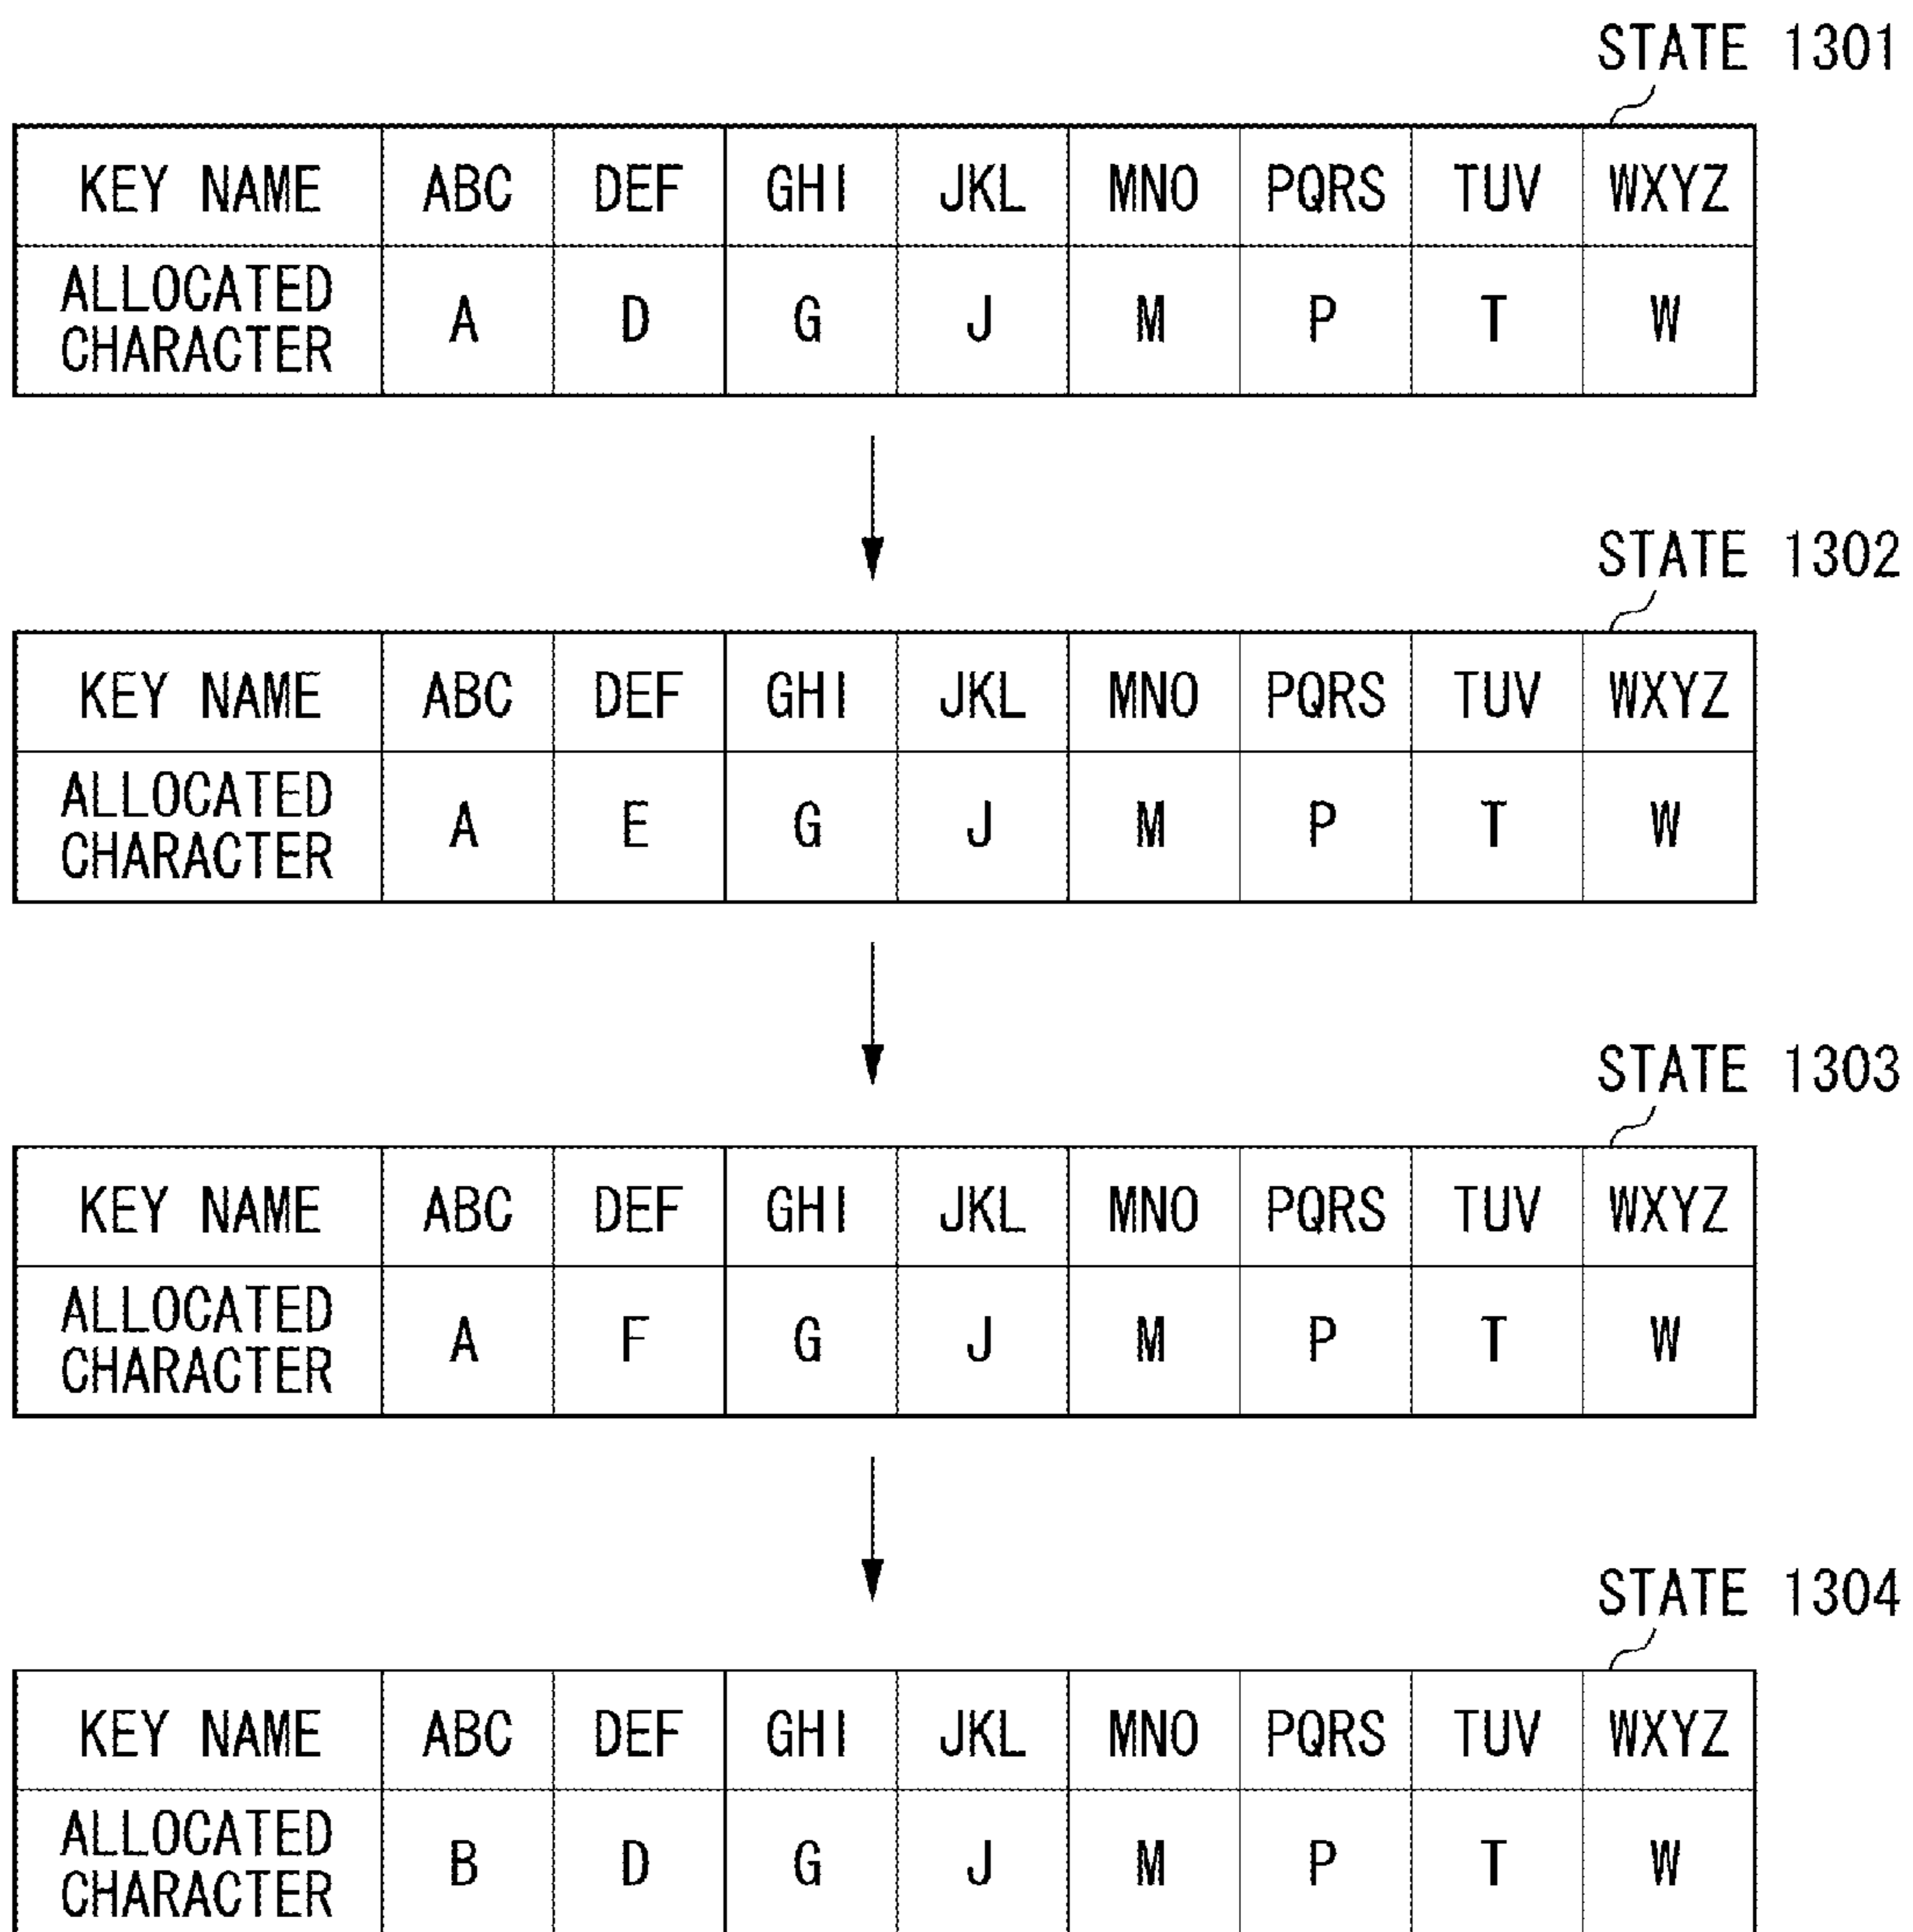 STATE 1301
KEY NAME ABC DEF GHI JKL MNO PQRS TUV WXYZ
ALLOCATED
CHARACTER A D G J M P T W
STATE 1302
KEY NAME ABC DEF GHI JKL MNO PQRS TUV WXYZ
ALLOCATED
CHARACTER A E G J M P T W
STATE 1303
KEY NAME ABC DEF GHI JKL MNO PQRS TUV WXYZ
ALLOCATED
CHARACTER A F G J M P T W
STATE 1304
KEY NAME ABC DEF GHI JKL MNO PQRS TUV WXYZ
ALLOCATED
CHARACTER B D G J M P T W